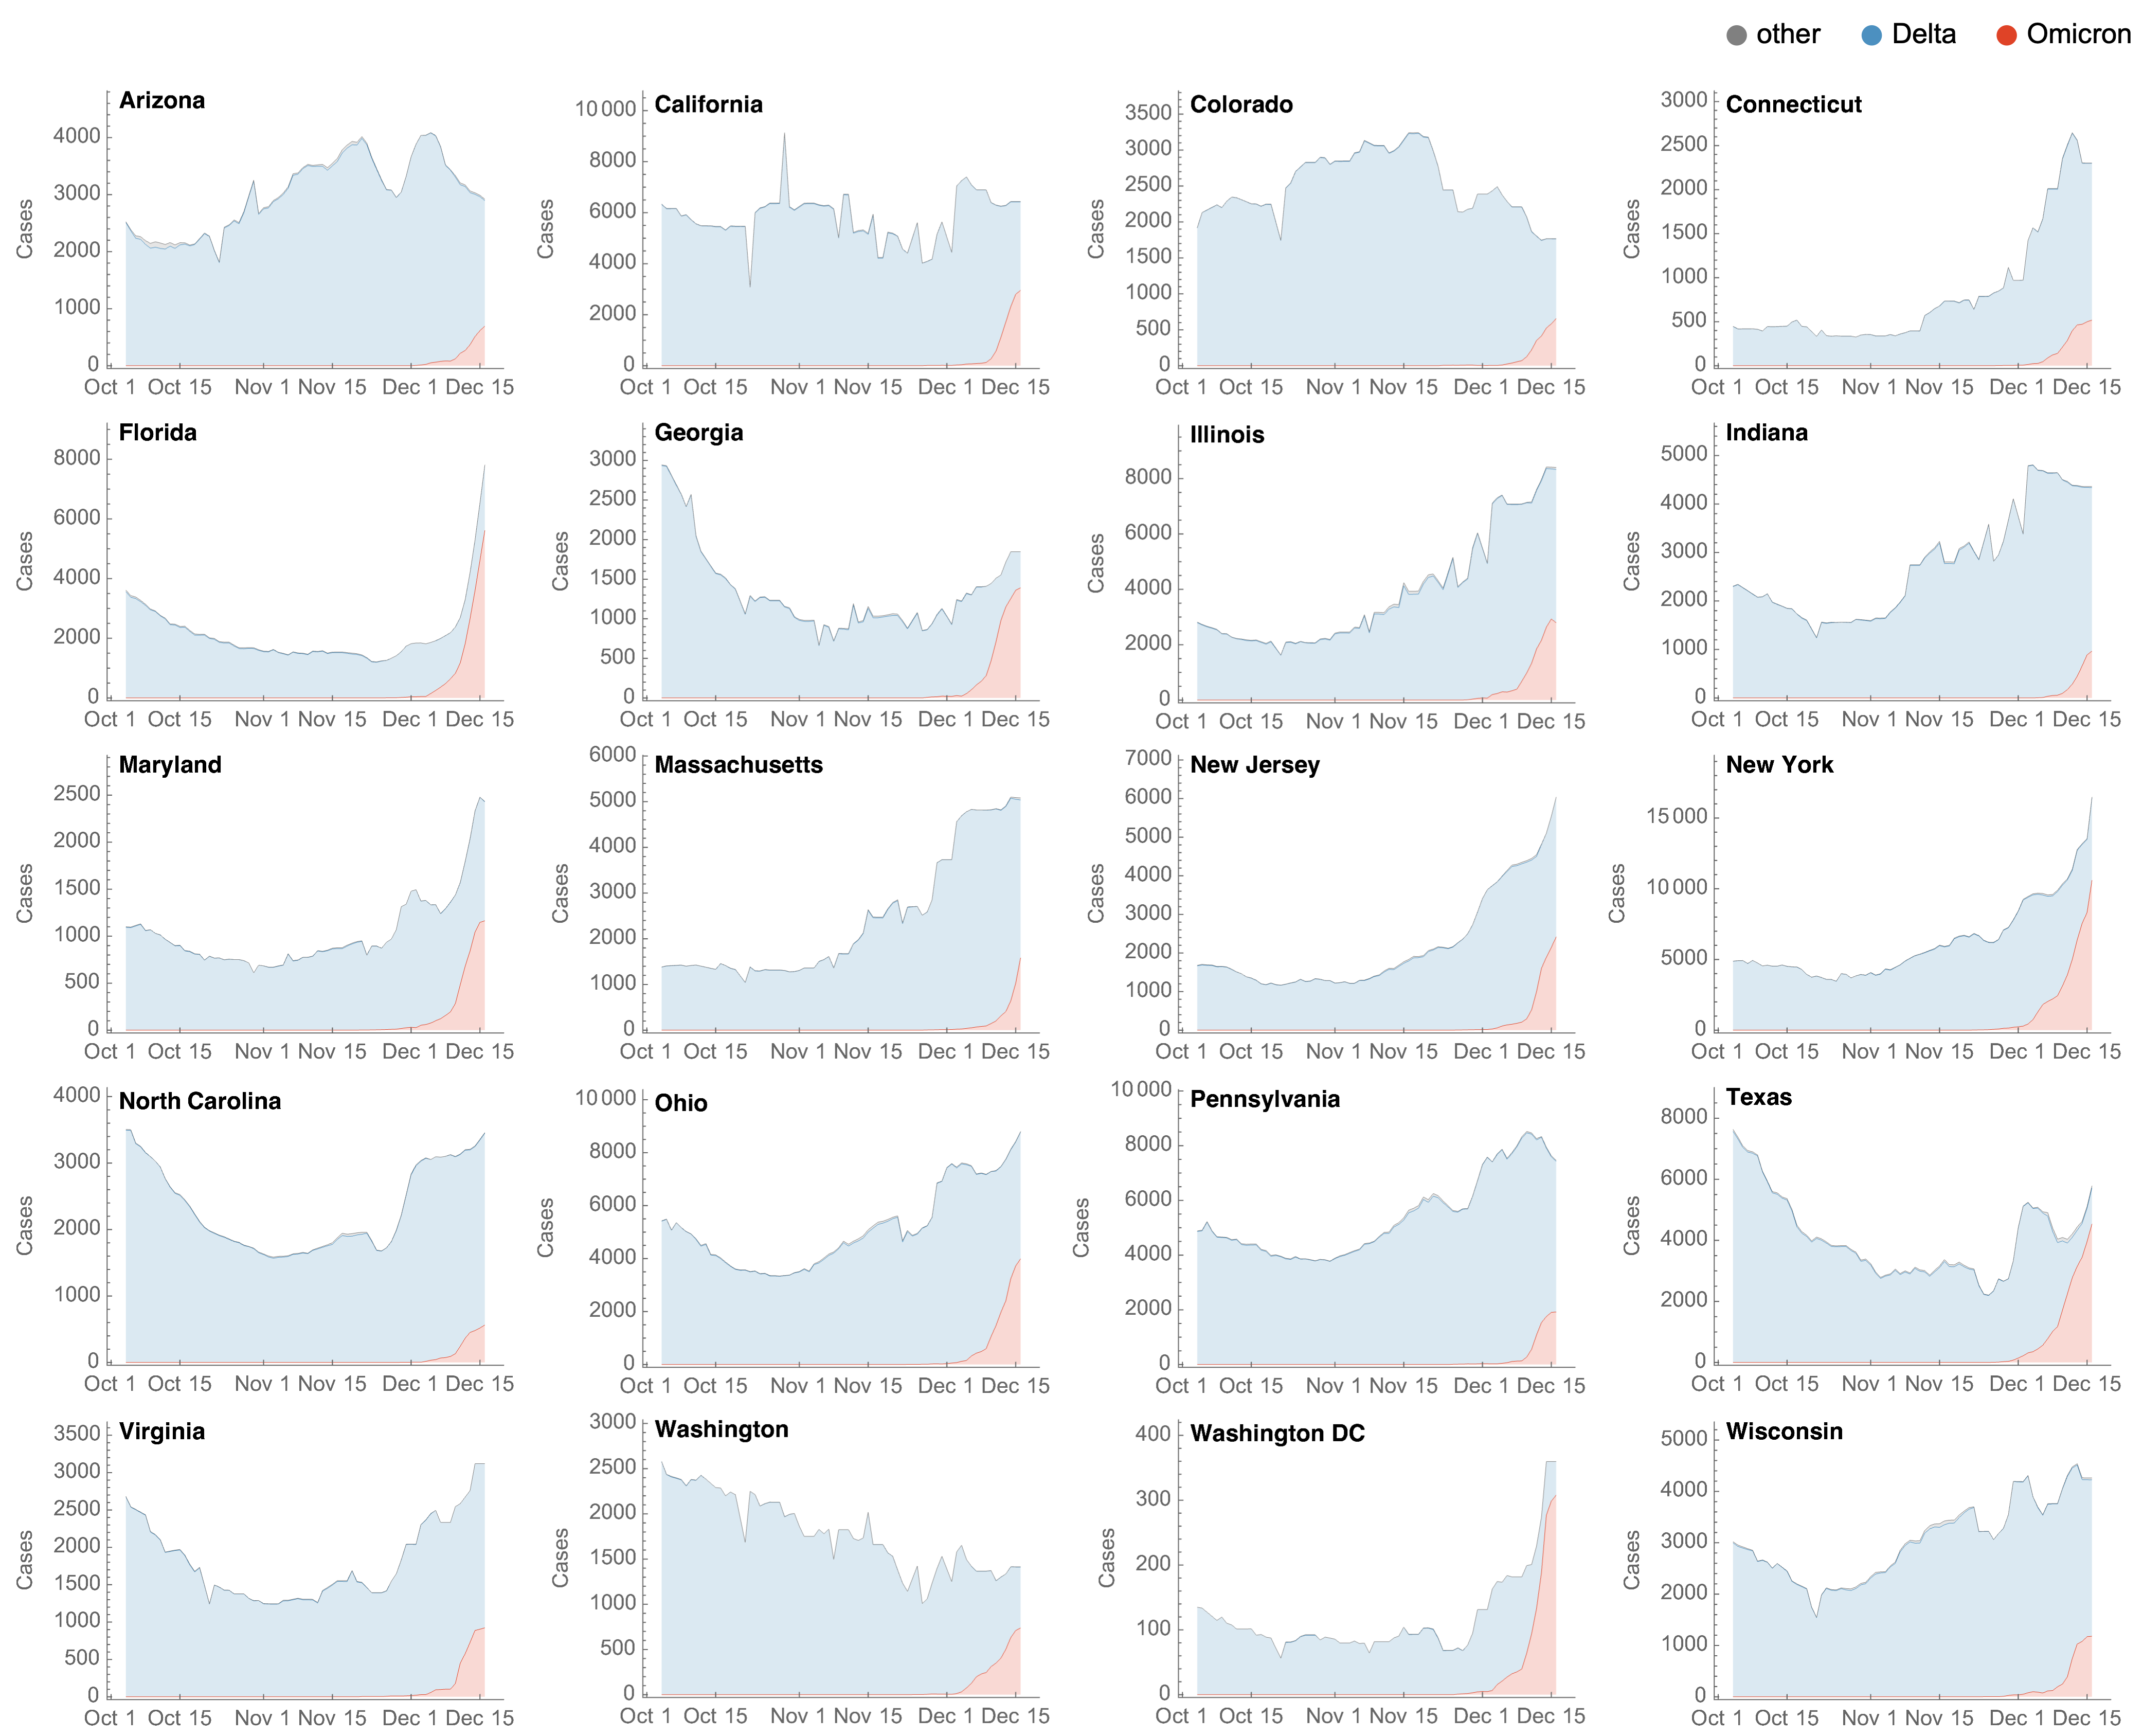 other Delta Omicron
Arizona
Cases
4000
3000
2000
1000
0
Oct 1 Oct 15 Nov 1 Nov 15 Dec 1 Dec 15
California
Cases
10 000
8000
6000
4000
2000
0
Oct 1 Oct 15 Nov 1 Nov 15 Dec 1 Dec 15
Colorado
Cases
3500
3000
2500
2000
1500
1000
500
0
Oct 1 Oct 15 Nov 1 Nov 15 Dec 1 Dec 15
Connecticut
Cases
3000
2500
2000
1500
1000
500
0
Oct 1 Oct 15 Nov 1 Nov 15 Dec 1 Dec 15
Florida
Cases
8000
6000
4000
2000
0
Oct 1 Oct 15 Nov 1 Nov 15 Dec 1 Dec 15
Georgia
Cases
3000
2500
2000
1500
1000
500
0
Oct 1 Oct 15 Nov 1 Nov 15 Dec 1 Dec 15
Illinois
Cases
8000
6000
4000
2000
0
Oct 1 Oct 15 Nov 1 Nov 15 Dec 1 Dec 15
Indiana
Cases
5000
4000
3000
2000
1000
0
Oct 1 Oct 15 Nov 1 Nov 15 Dec 1 Dec 15
Maryland
Cases
2500
2000
1500
1000
500
0
Oct 1 Oct 15 Nov 1 Nov 15 Dec 1 Dec 15
Massachusetts
Cases
6000
5000
4000
3000
2000
1000
0
Oct 1 Oct 15 Nov 1 Nov 15 Dec 1 Dec 15
New Jersey
Cases
7000
6000
5000
4000
3000
2000
1000
0
Oct 1 Oct 15 Nov 1 Nov 15 Dec 1 Dec 15
New York
Cases
15 000
10 000
5000
0
Oct 1 Oct 15 Nov 1 Nov 15 Dec 1 Dec 15
North Carolina
Cases
4000
3000
2000
1000
0
Oct 1 Oct 15 Nov 1 Nov 15 Dec 1 Dec 15
Ohio
Cases
10 000
8000
6000
4000
2000
0
Oct 1 Oct 15 Nov 1 Nov 15 Dec 1 Dec 15
Pennsylvania
Cases
10 000
8000
6000
4000
2000
0
Oct 1 Oct 15 Nov 1 Nov 15 Dec 1 Dec 15
Texas
Cases
8000
6000
4000
2000
0
Oct 1 Oct 15 Nov 1 Nov 15 Dec 1 Dec 15
Virginia
Cases
3500
3000
2500
2000
1500
1000
500
0
Oct 1 Oct 15 Nov 1 Nov 15 Dec 1 Dec 15
Washington
Cases
3000
2500
2000
1500
1000
500
0
Oct 1 Oct 15 Nov 1 Nov 15 Dec 1 Dec 15
Washington DC
Cases
400
300
200
100
0
Oct 1 Oct 15 Nov 1 Nov 15 Dec 1 Dec 15
Wisconsin
Cases
5000
4000
3000
2000
1000
0
Oct 1 Oct 15 Nov 1 Nov 15 Dec 1 Dec 15